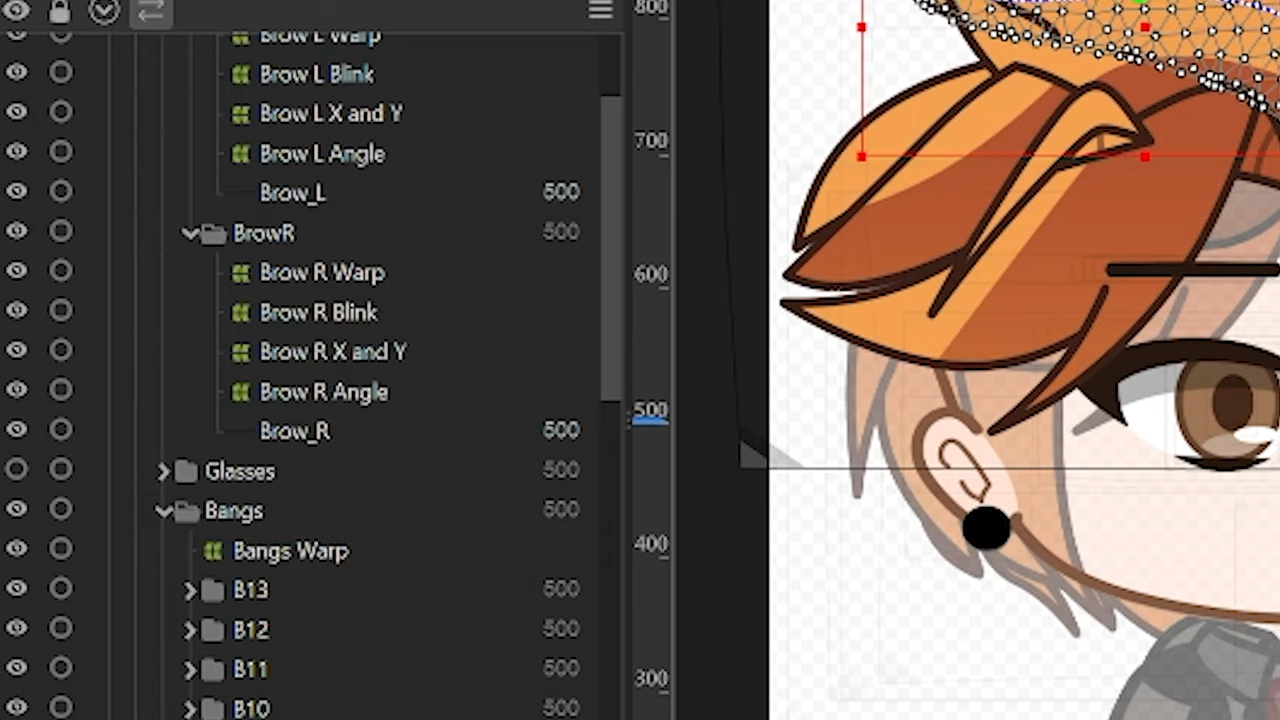 Brow L Warp
Brow L Blink
Brow L X and Y
Brow L Angle
Brow_L 500
BrowR 500
Brow R Warp
Brow R Blink
Brow R X and Y
Brow R Angle
Brow_R 500
Glasses 500
Bangs 500
Bangs Warp
B13 500
B12 500
B11 500
B10 500
800
700
600
500
400
300